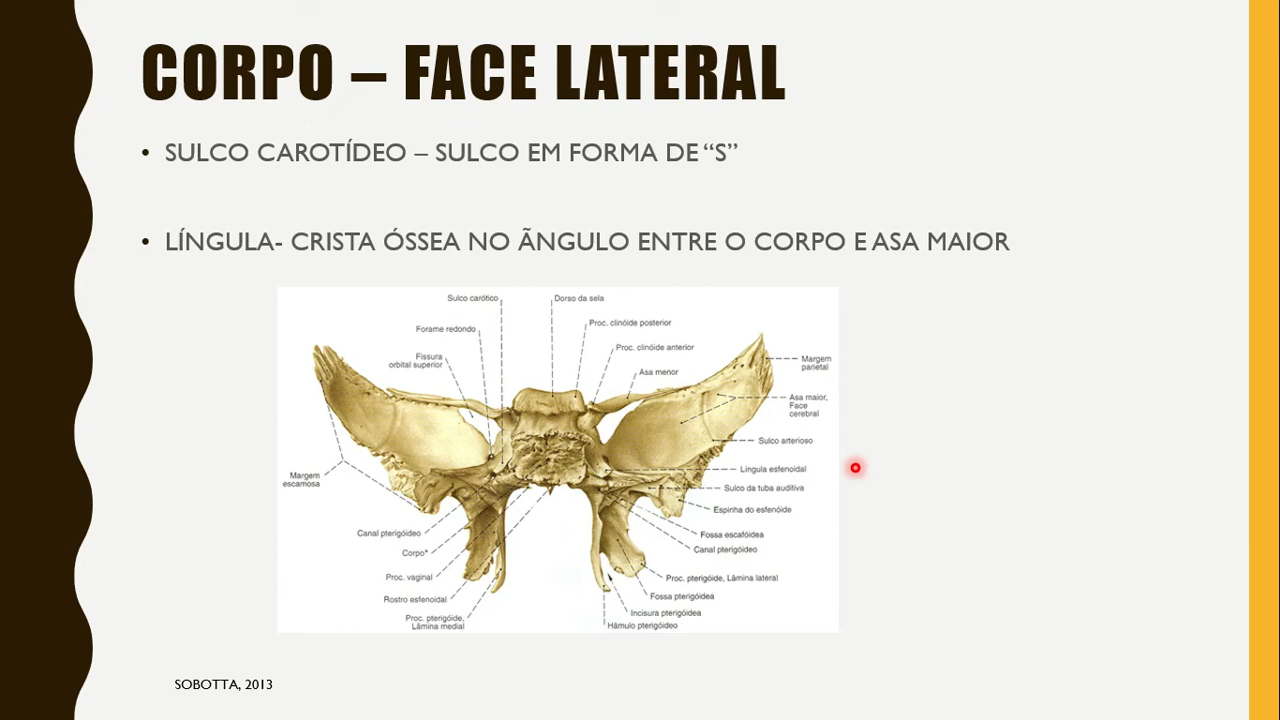 CORPO – FACE LATERAL
• SULCO CAROTÍDEO – SULCO EM FORMA DE “S”
• LÍNGULA- CRISTA ÓSSEA NO ÃNGULO ENTRE O CORPO E ASA MAIOR
Sulco carótico
Dorso da sela
Forame redondo
Proc. clinóide posterior
Fissura
orbital superior
Proc. clinóide anterior
Asa menor
Margem
parietal
Asa maior,
Face
cerebral
Sulco arterioso
Margem
escamosa
Língula esfenoidal
Sulco da tuba auditiva
Espinha do esfenóide
Canal pterigóideo
Fossa escafóidea
Corpo*
Canal pterigóideo
Proc. vaginal
Proc. pterigóide, Lâmina lateral
Rostro esfenoidal
Fossa pterigóidea
Proc. pterigóide,
Lâmina medial
Incisura pterigóidea
Hâmulo pterigóideo
SOBOTTA, 2013